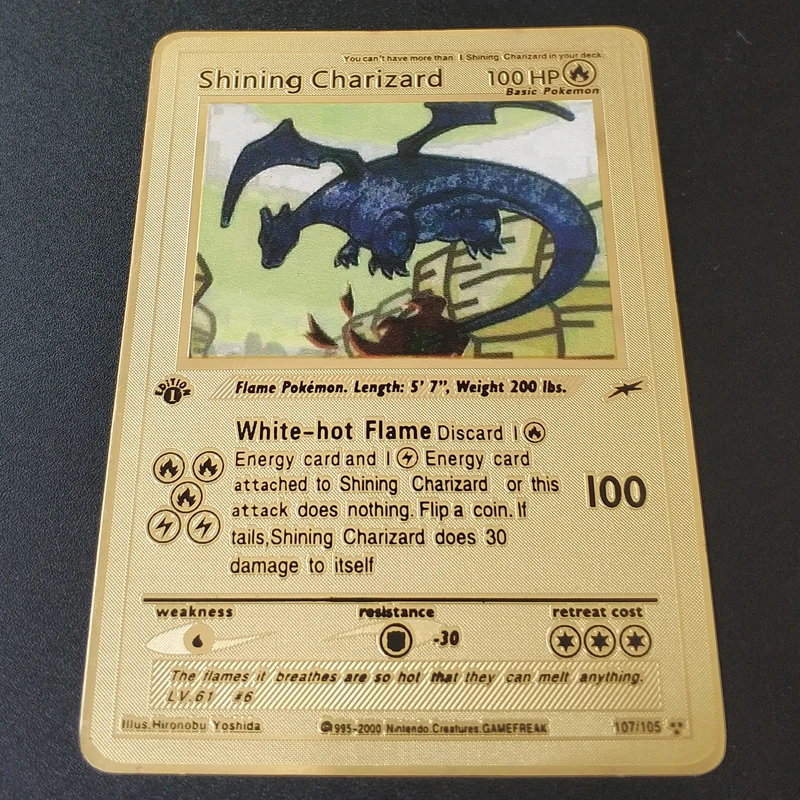 You can't have more than 1 Shining Charizard in your deck.
Shining Charizard 100 HP
Basic Pokemon
EDITION 1
Flame Pokémon. Length: 5' 7", Weight 200 lbs.
White-hot Flame Discard 1
Energy card and 1 Energy card
attached to Shining Charizard or this
attack does nothing. Flip a coin. If
tails,Shining Charizard does 30
damage to itself
100
weakness resistance retreat cost
-30
The flames it breathes are so hot that they can melt anything.
LV.61 #6
Illus.Hironobu Yoshida ©1995-2000 Nintendo.Creatures.GAMEFREAK 107/105